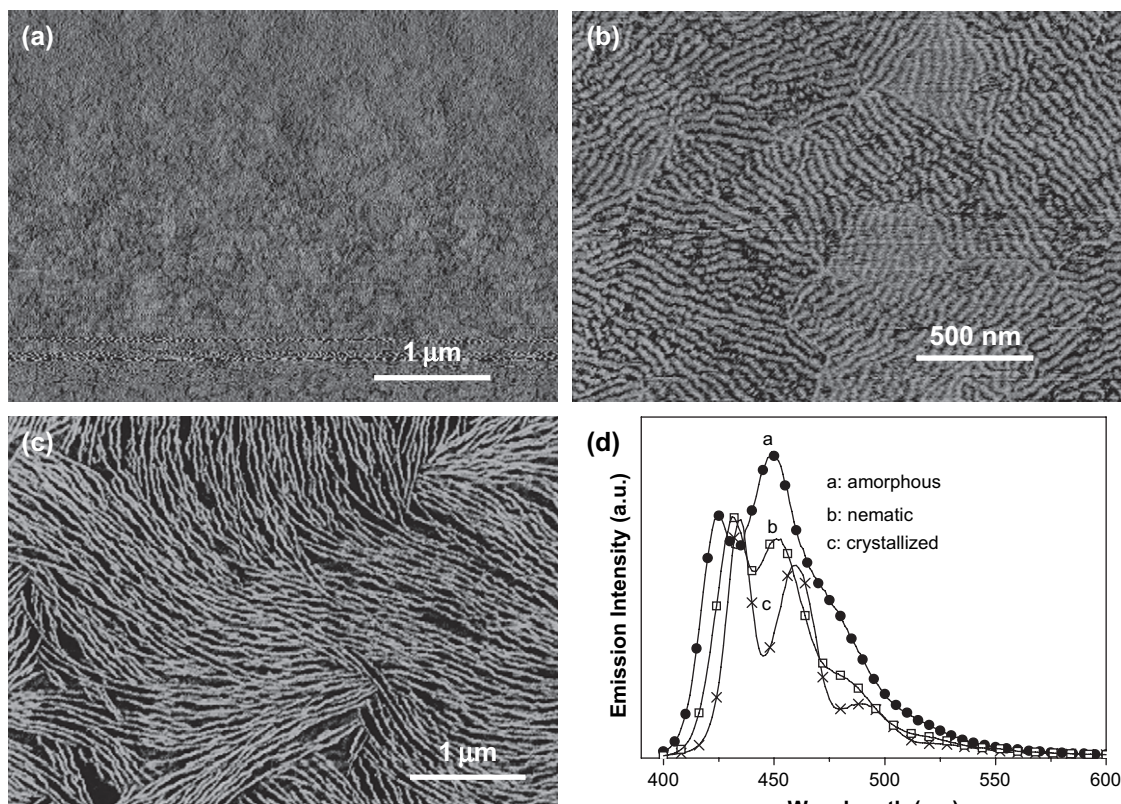 (a)
1 µm
(b)
500 nm
(c)
1 µm
(d)
Emission Intensity (a.u.)
a
b
c
a: amorphous
b: nematic
c: crystallized
400 450 500 550 600